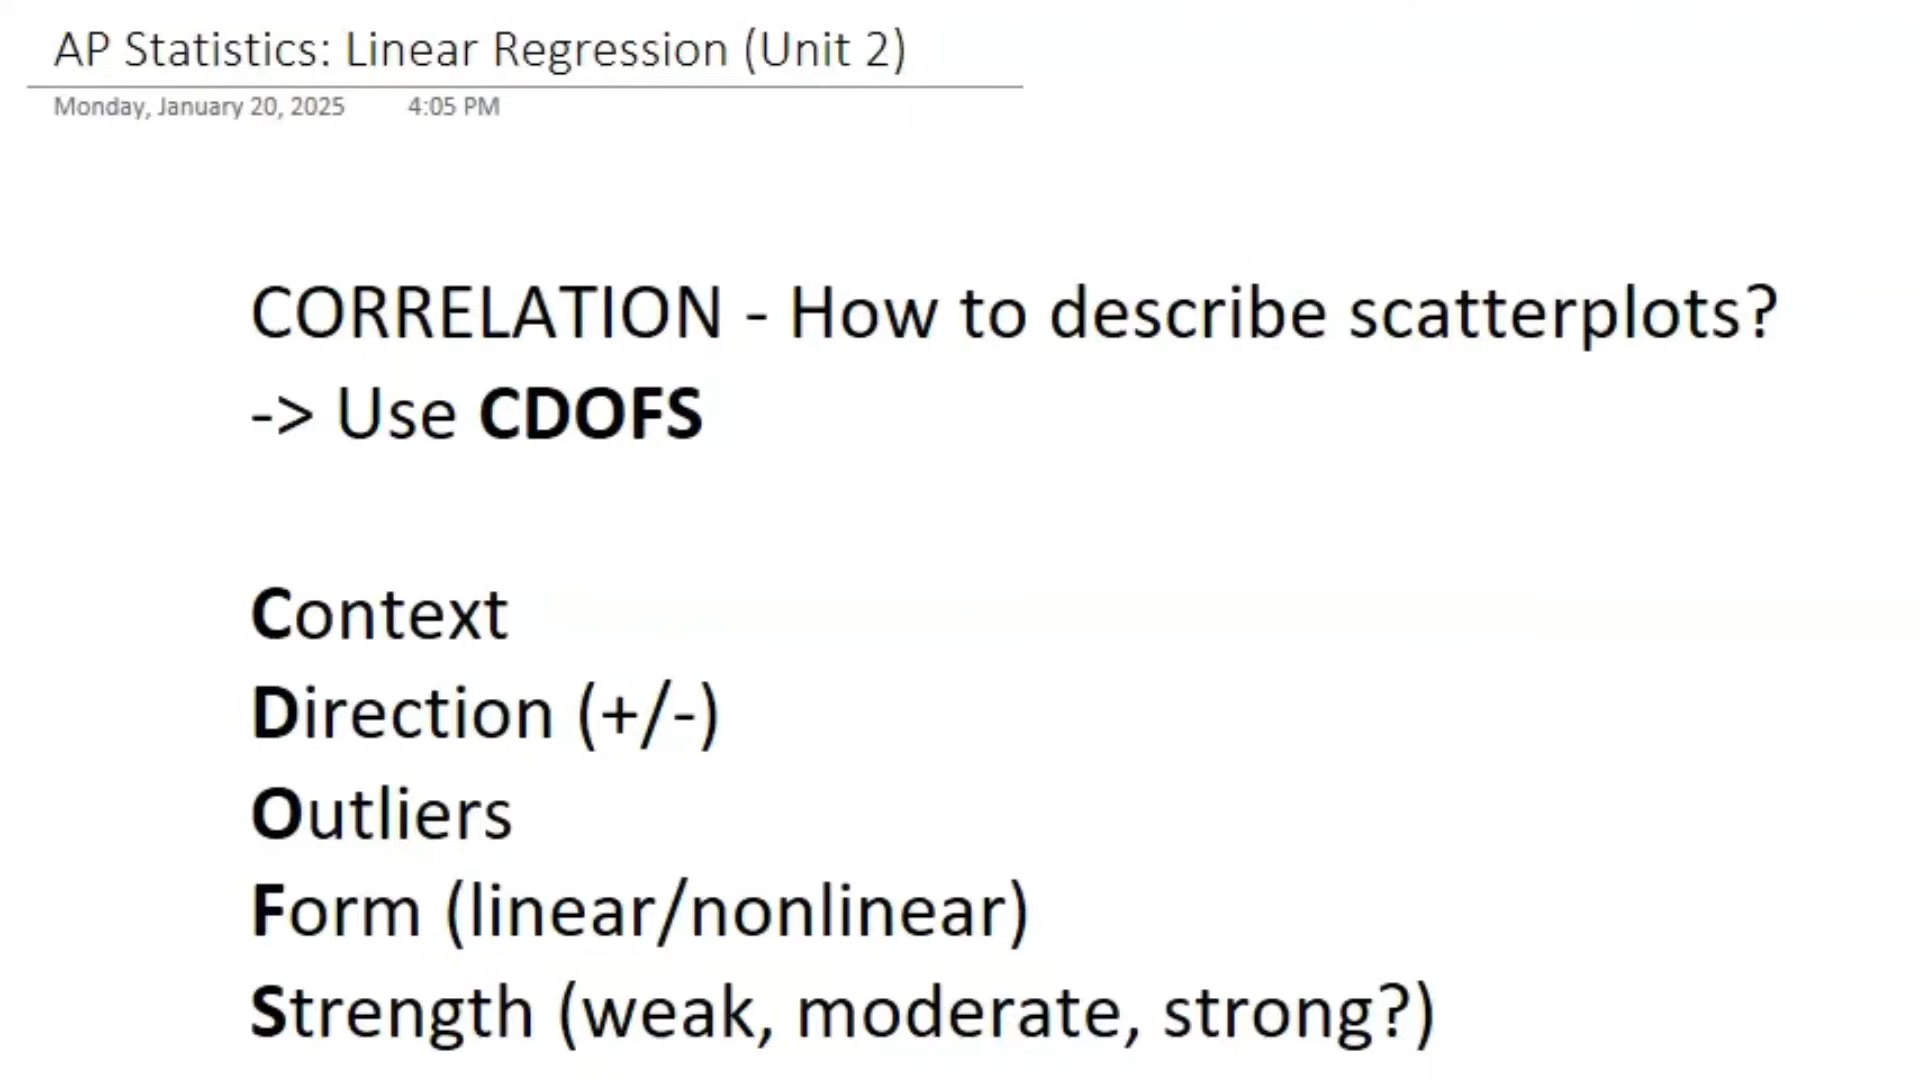 AP Statistics: Linear Regression (Unit 2)
Monday, January 20, 2025 4:05 PM
CORRELATION - How to describe scatterplots?
-> Use CDOFS
Context
Direction (+/-)
Outliers
Form (linear/nonlinear)
Strength (weak, moderate, strong?)